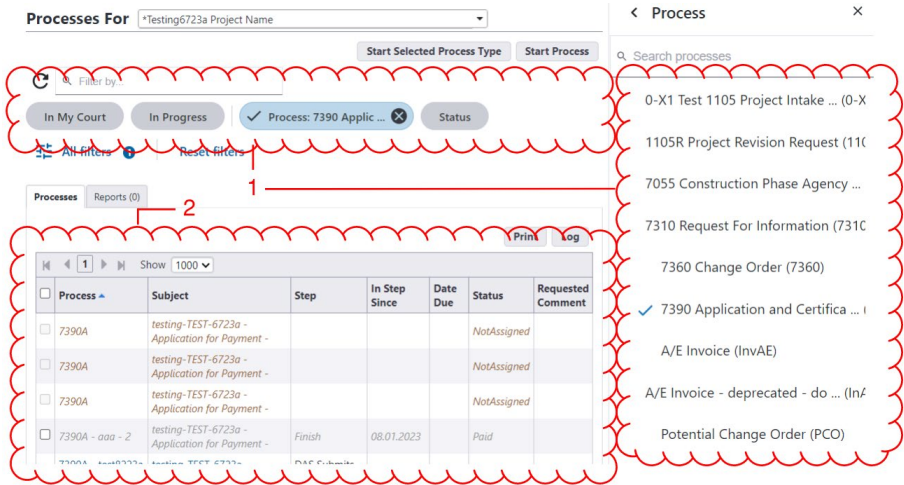 Processes For *Testing6723a Project Name
Start Selected Process Type Start Process
Filter by...
In My Court In Progress Process: 7390 Applic ... Status
All filters Reset filters
1
Processes Reports (0)
2
Print Log
1 Show 1000
Process Subject Step In Step Since Date Due Status Requested Comment
7390A testing-TEST-6723a - Application for Payment - NotAssigned
7390A testing-TEST-6723a - Application for Payment - NotAssigned
7390A testing-TEST-6723a - Application for Payment - NotAssigned
7390A - aaa - 2 testing-TEST-6723a - Application for Payment - Finish 08.01.2023 Paid
7390A testing-TEST-6723a DAS Submits
Process
Search processes
0-X1 Test 1105 Project Intake ... (0-X
1105R Project Revision Request (110
7055 Construction Phase Agency ...
7310 Request For Information (7310
7360 Change Order (7360)
7390 Application and Certifica ... (
A/E Invoice (InvAE)
A/E Invoice - deprecated - do ... (InA
Potential Change Order (PCO)